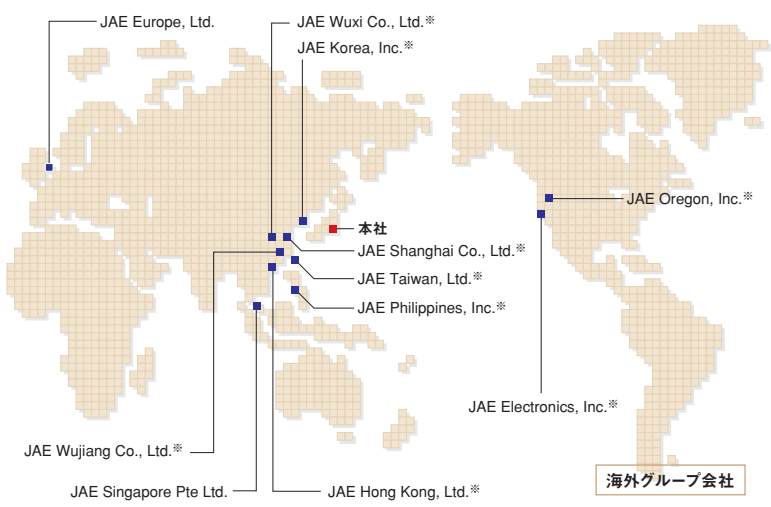 JAE Europe, Ltd.
JAE Wuxi Co., Ltd.※
JAE Korea, Inc.※
本社
JAE Shanghai Co., Ltd.※
JAE Taiwan, Ltd.※
JAE Philippines, Inc.※
JAE Oregon, Inc.※
JAE Electronics, Inc.※
JAE Wujiang Co., Ltd.※
JAE Singapore Pte Ltd.
JAE Hong Kong, Ltd.※
海外グループ会社